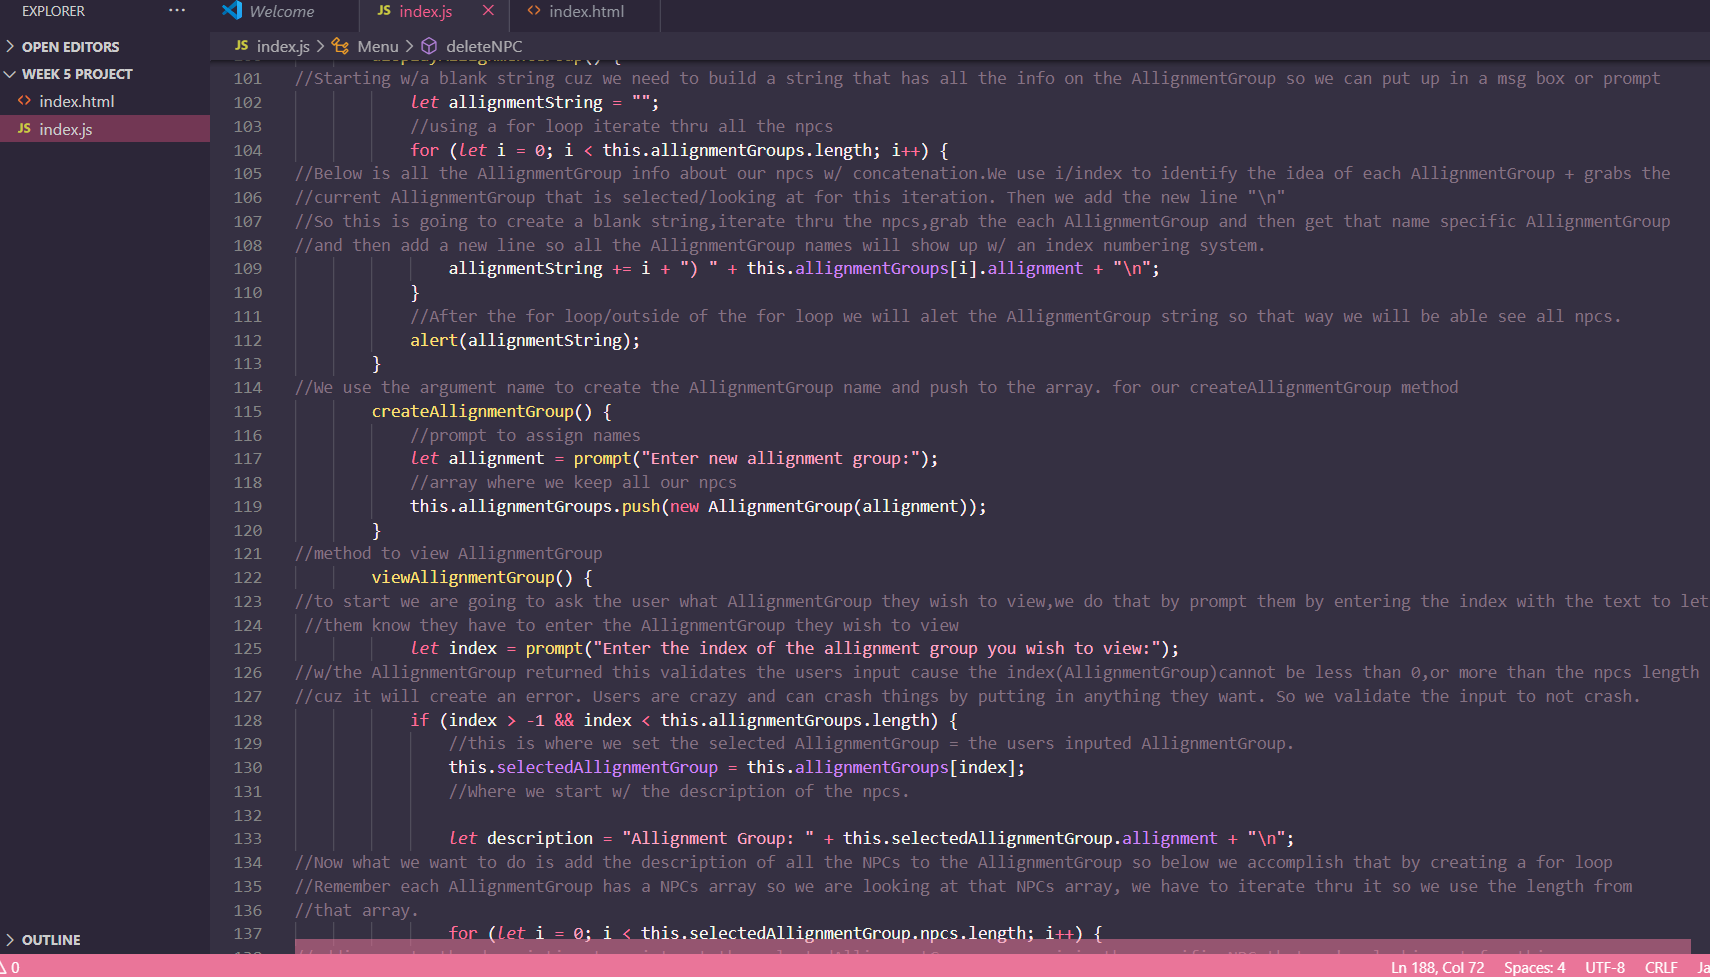 EXPLORER ···
Welcome
JS index.js ×
<> index.html
OPEN EDITORS
WEEK 5 PROJECT
<> index.html
JS index.js
OUTLINE
JS index.js > Menu > deleteNPC
101 //Starting w/a blank string cuz we need to build a string that has all the info on the AllignmentGroup so we can put up in a msg box or prompt
102 let allignmentString = "";
103 //using a for loop iterate thru all the npcs
104 for (let i = 0; i < this.allignmentGroups.length; i++) {
105 //Below is all the AllignmentGroup info about our npcs w/ concatenation.We use i/index to identify the idea of each AllignmentGroup + grabs the
106 //current AllignmentGroup that is selected/looking at for this iteration. Then we add the new line "\n"
107 //So this is going to create a blank string,iterate thru the npcs,grab the each AllignmentGroup and then get that name specific AllignmentGroup
108 //and then add a new line so all the AllignmentGroup names will show up w/ an index numbering system.
109 allignmentString += i + ") " + this.allignmentGroups[i].allignment + "\n";
110 }
111 //After the for loop/outside of the for loop we will alet the AllignmentGroup string so that way we will be able see all npcs.
112 alert(allignmentString);
113 }
114 //We use the argument name to create the AllignmentGroup name and push to the array. for our createAllignmentGroup method
115 createAllignmentGroup() {
116 //prompt to assign names
117 let allignment = prompt("Enter new allignment group:");
118 //array where we keep all our npcs
119 this.allignmentGroups.push(new AllignmentGroup(allignment));
120 }
121 //method to view AllignmentGroup
122 viewAllignmentGroup() {
123 //to start we are going to ask the user what AllignmentGroup they wish to view,we do that by prompt them by entering the index with the text to let
124 //them know they have to enter the AllignmentGroup they wish to view
125 let index = prompt("Enter the index of the allignment group you wish to view:");
126 //w/the AllignmentGroup returned this validates the users input cause the index(AllignmentGroup)cannot be less than 0,or more than the npcs length
127 //cuz it will create an error. Users are crazy and can crash things by putting in anything they want. So we validate the input to not crash.
128 if (index > -1 && index < this.allignmentGroups.length) {
129 //this is where we set the selected AllignmentGroup = the users inputed AllignmentGroup.
130 this.selectedAllignmentGroup = this.allignmentGroups[index];
131 //Where we start w/ the description of the npcs.
132
133 let description = "Allignment Group: " + this.selectedAllignmentGroup.allignment + "\n";
134 //Now what we want to do is add the description of all the NPCs to the AllignmentGroup so below we accomplish that by creating a for loop
135 //Remember each AllignmentGroup has a NPCs array so we are looking at that NPCs array, we have to iterate thru it so we use the length from
136 //that array.
137 for (let i = 0; i < this.selectedAllignmentGroup.npcs.length; i++) {
0
Ln 188, Col 72 Spaces: 4 UTF-8 CRLF Ja